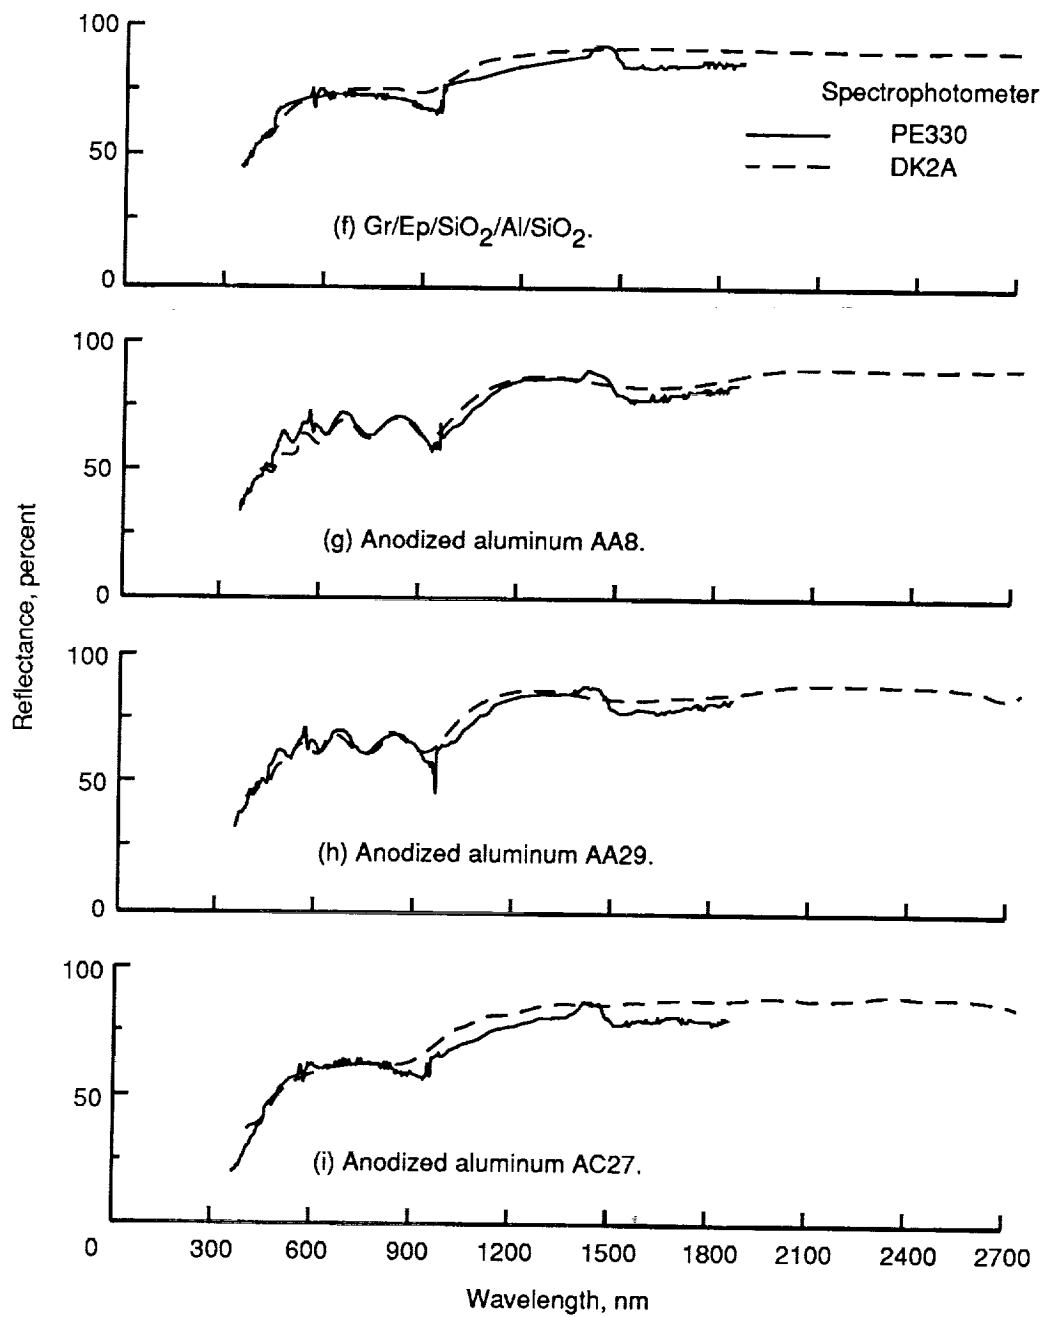 100
50
0
Spectrophotometer
PE330
DK2A
(f) Gr/Ep/SiO2/Al/SiO2.
100
50
0
(g) Anodized aluminum AA8.
Reflectance, percent
100
50
0
(h) Anodized aluminum AA29.
100
50
(i) Anodized aluminum AC27.
0 300 600 900 1200 1500 1800 2100 2400 2700
Wavelength, nm